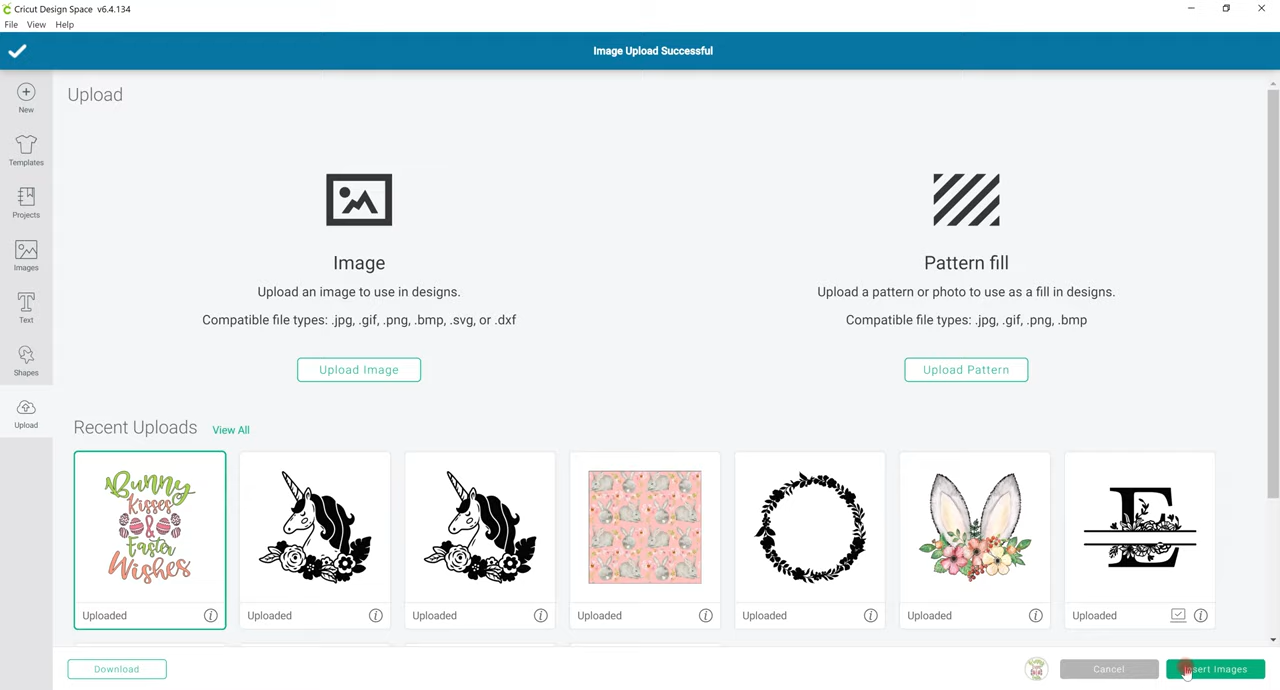 Cricut Design Space v6.4.134
File View Help
Image Upload Successful
New
Templates
Projects
Images
Text
Shapes
Upload
Upload
Image
Upload an image to use in designs.
Compatible file types: .jpg, .gif, .png, .bmp, .svg, or .dxf
Upload Image
Pattern fill
Upload a pattern or photo to use as a fill in designs.
Compatible file types: .jpg, .gif, .png, .bmp
Upload Pattern
Recent Uploads View All
Bunny
Kisses
&
Easter
Wishes
E
Uploaded Uploaded Uploaded Uploaded Uploaded Uploaded Uploaded
Download Cancel Insert Images